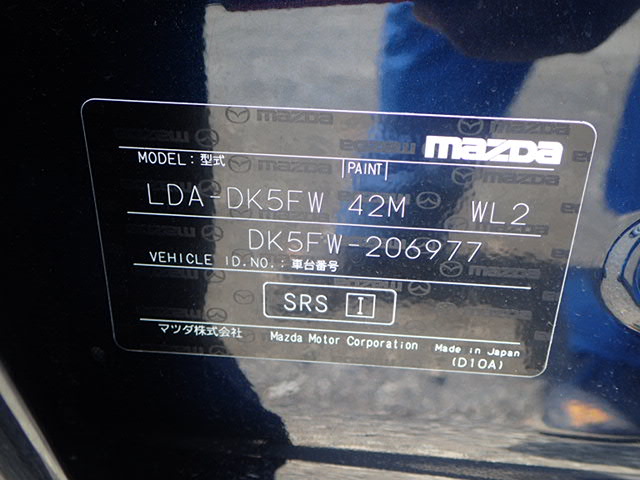 mazda
MODEL：型式 PAINT
LDA-DK5FW 42M WL2
DK5FW-206977
VEHICLE ID.NO.：車台番号
SRS I
マツダ株式会社 Mazda Motor Corporation Made in Japan
(D10A)